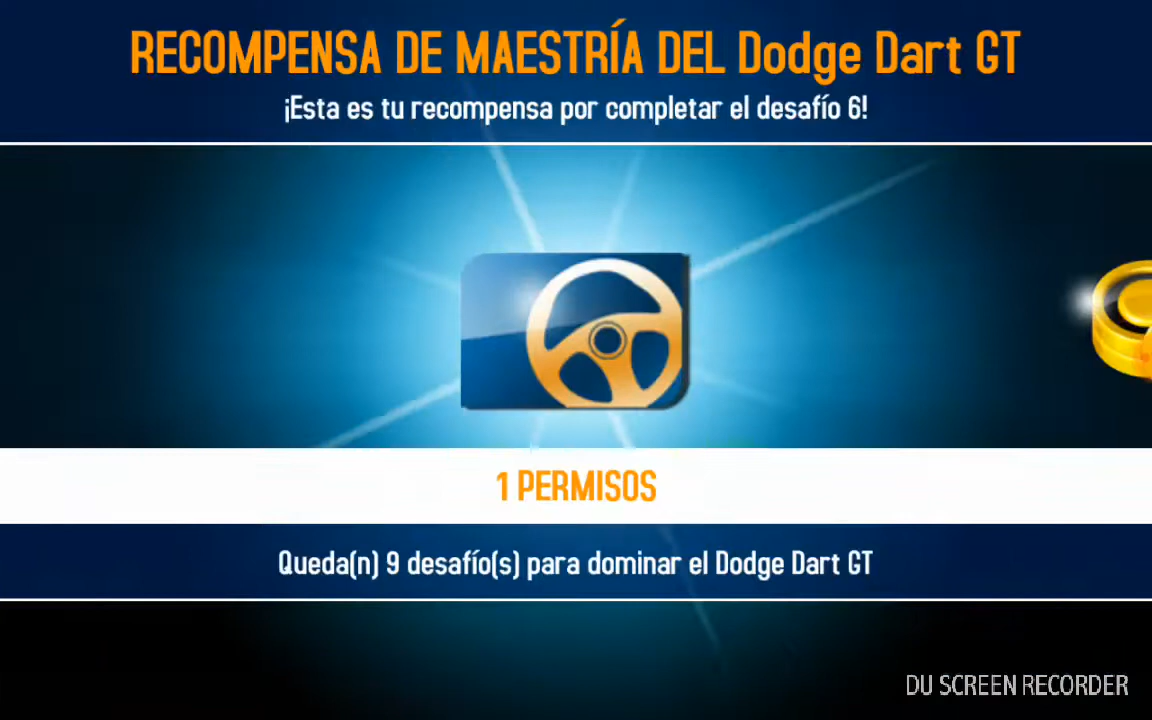 RECOMPENSA DE MAESTRÍA DEL Dodge Dart GT
¡Esta es tu recompensa por completar el desafío 6!
1 PERMISOS
Queda(n) 9 desafío(s) para dominar el Dodge Dart GT
DU SCREEN RECORDER